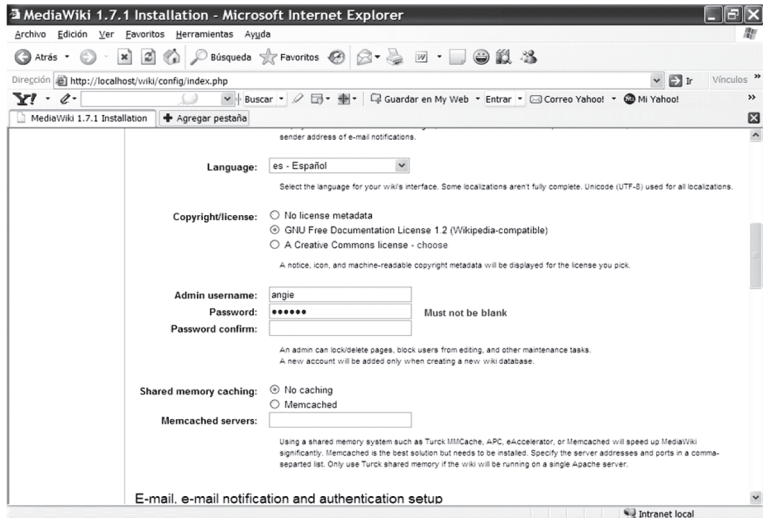 MediaWiki 1.7.1 Installation - Microsoft Internet Explorer
Archivo Edición Ver Favoritos Herramientas Ayuda
Atrás Búsqueda Favoritos
Dirección http://localhost/wiki/config/index.php Ir Vínculos »
Y! Buscar Guardar en My Web Entrar Correo Yahoo! Mi Yahoo! »
MediaWiki 1.7.1 Installation Agregar pestaña
sender address of e-mail notifications.
Language: es - Español
Select the language for your wiki's interface. Some localizations aren't fully complete. Unicode (UTF-8) used for all localizations.
Copyright/license: No license metadata
GNU Free Documentation License 1.2 (Wikipedia-compatible)
A Creative Commons license - choose
A notice, icon, and machine-readable copyright metadata will be displayed for the license you pick.
Admin username: angie
Password: •••••• Must not be blank
Password confirm:
An admin can lock/delete pages, block users from editing, and other maintenance tasks.
A new account will be added only when creating a new wiki database.
Shared memory caching: No caching
Memcached
Memcached servers:
Using a shared memory system such as Turck MMCache, APC, eAccelerator, or Memcached will speed up MediaWiki
significantly. Memcached is the best solution but needs to be installed. Specify the server addresses and ports in a comma-
separted list. Only use Turck shared memory if the wiki will be running on a single Apache server.
E-mail, e-mail notification and authentication setup
Intranet local